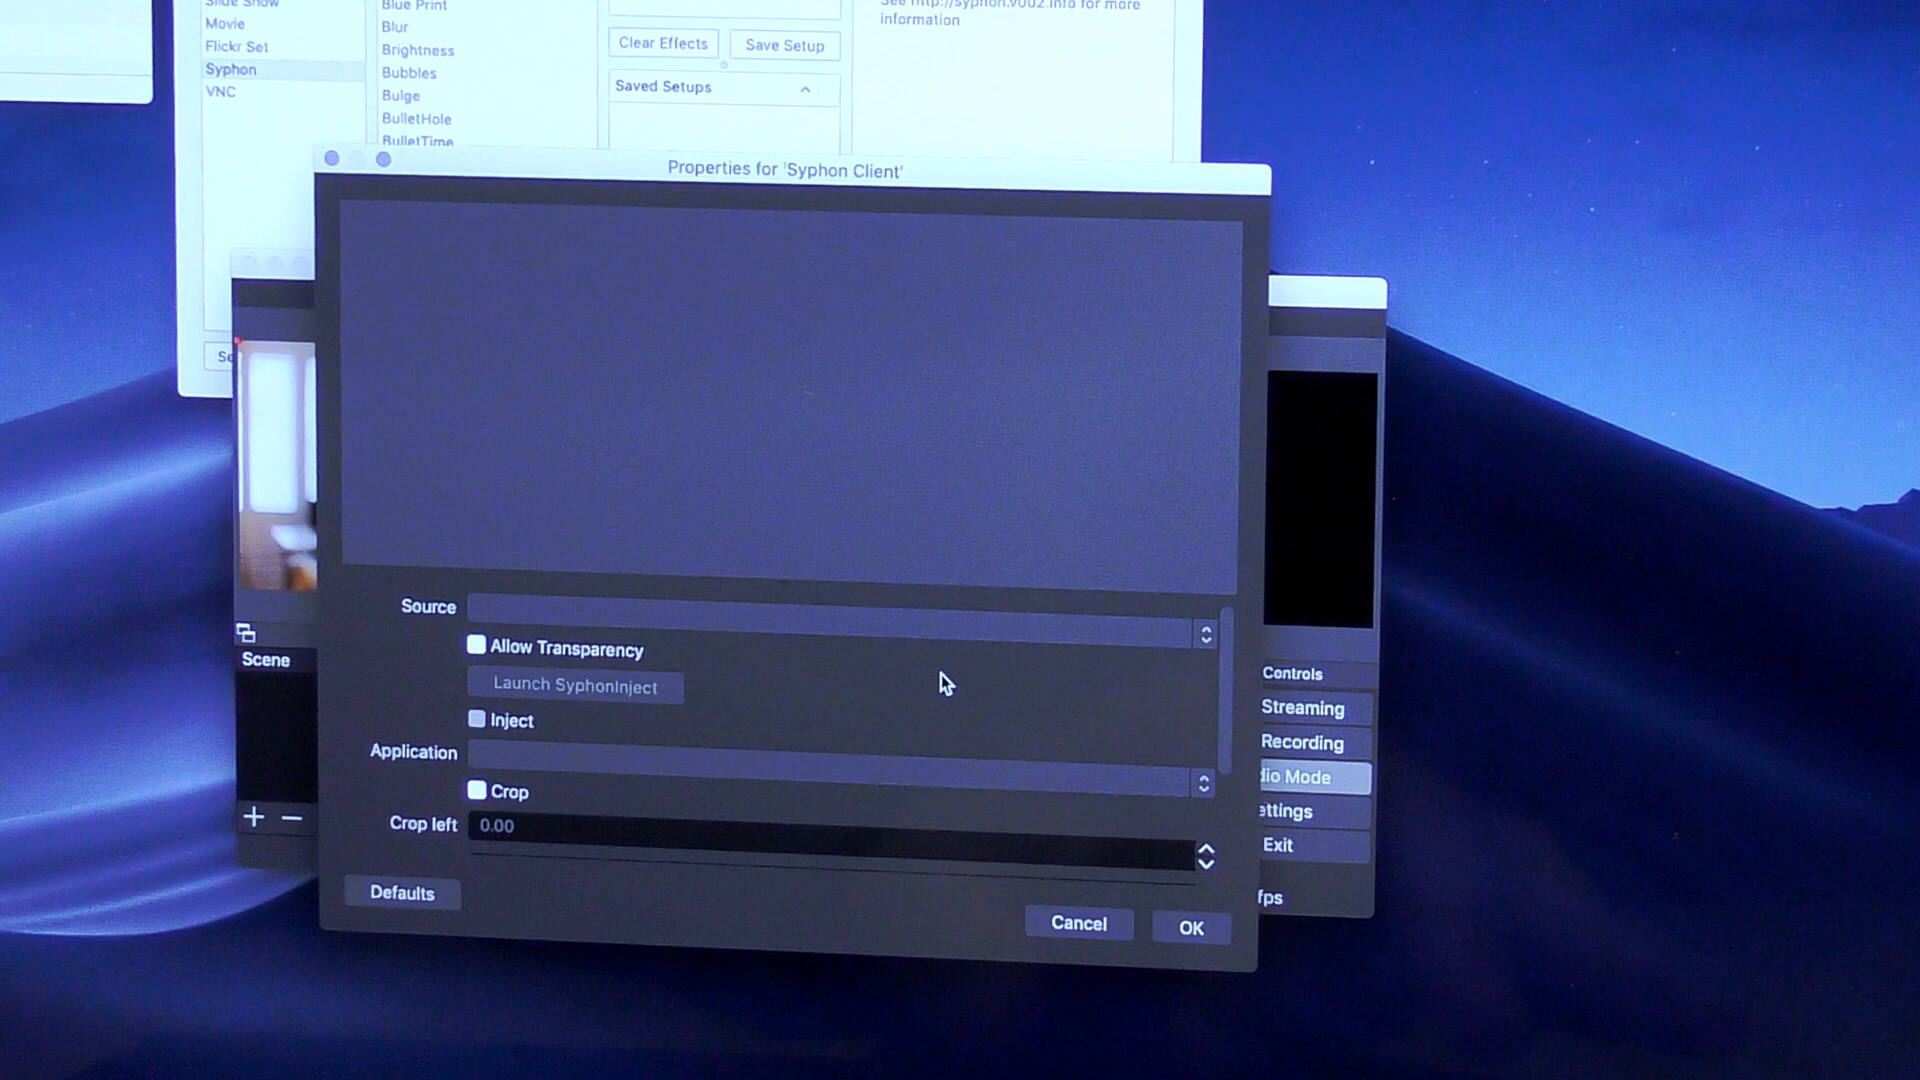 Slide Show
Movie
Flickr Set
Syphon
VNC
Blue Print
Blur
Brightness
Bubbles
Bulge
BulletHole
BulletTime
Clear Effects
Save Setup
Saved Setups
See http://syphon.v002.info for more
information
Properties for 'Syphon Client'
Se
Source
Allow Transparency
Launch SyphonInject
Inject
Application
Crop
Crop left
0.00
Defaults
Cancel
OK
Scene
Controls
Streaming
Recording
dio Mode
ettings
Exit
fps